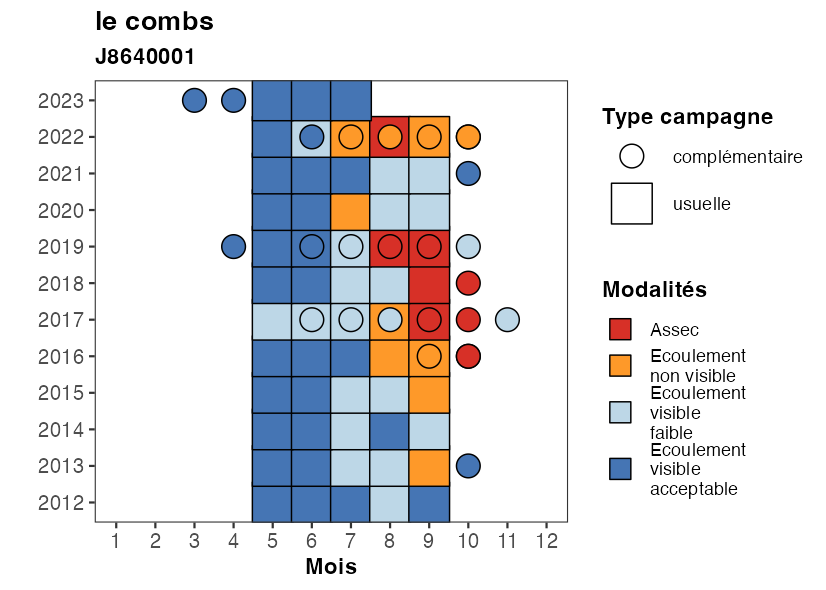 le combs
J8640001
2023
2022
2021
2020
2019
2018
2017
2016
2015
2014
2013
2012
1 2 3 4 5 6 7 8 9 10 11 12
Mois
Type campagne
complémentaire
usuelle
Modalités
Assec
Ecoulement
non visible
Ecoulement
visible
faible
Ecoulement
visible
acceptable